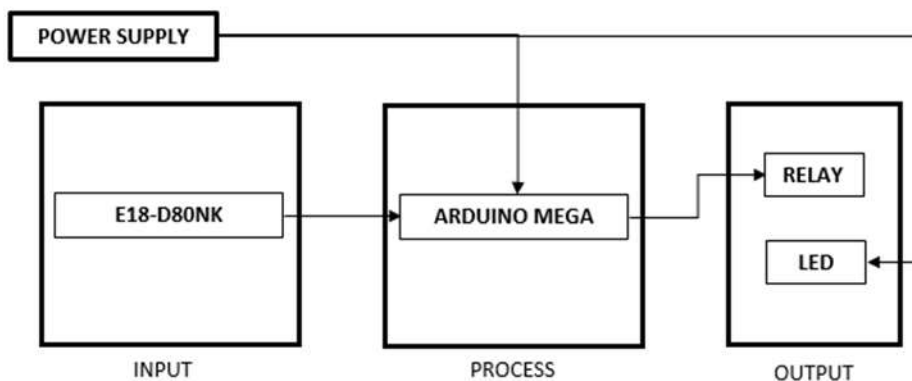 POWER SUPPLY
E18-D80NK
ARDUINO MEGA
RELAY
LED
INPUT
PROCESS
OUTPUT